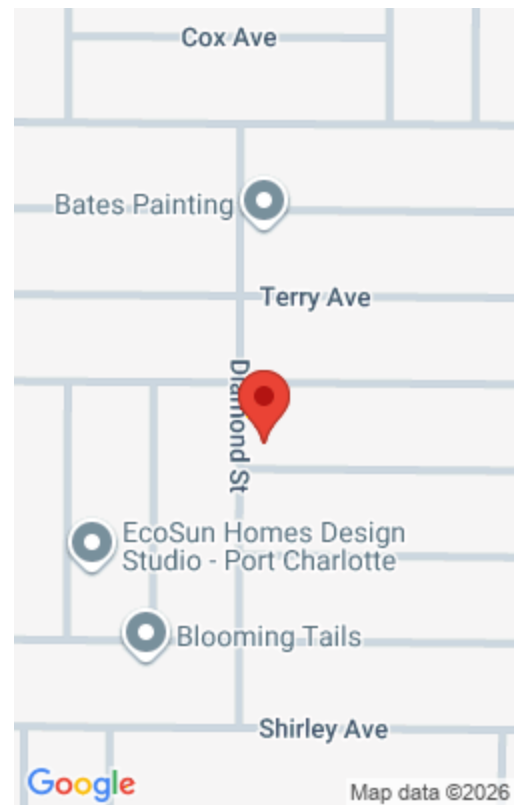 Cox Ave
Bates Painting
Terry Ave
Diamond St
EcoSun Homes Design
Studio - Port Charlotte
Blooming Tails
Shirley Ave
Google
Map data ©2026